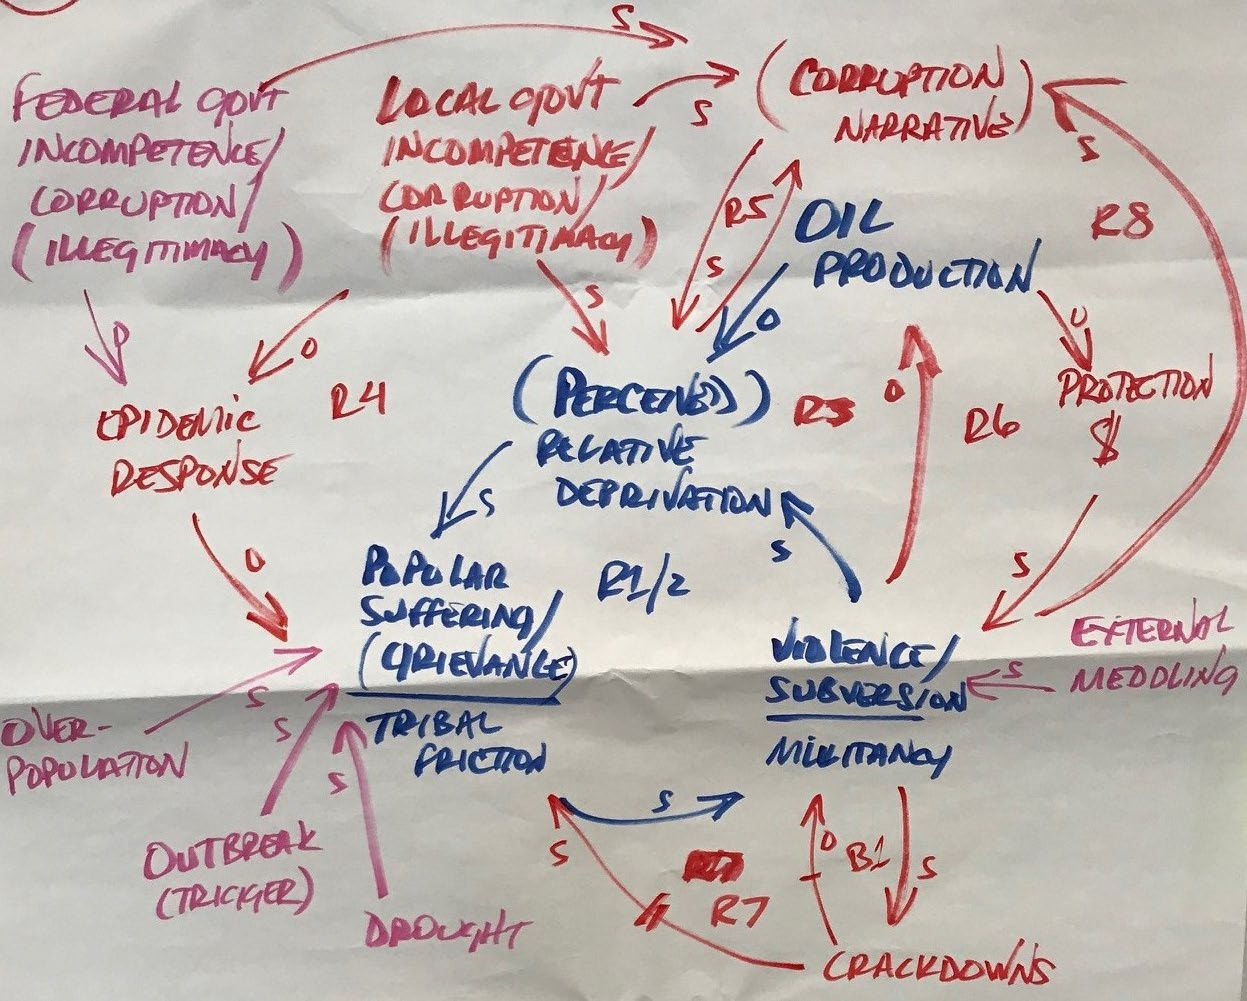 S
FEDERAL GOVT
INCOMPETENCE/
CORRUPTION/
(ILLEGITIMACY)
LOCAL GOVT
INCOMPETENCE/
CORRUPTION/
(ILLEGITIMACY)
S
(CORRUPTION
NARRATIVE)
S
R5
S
OIL
PRODUCTION
R8
O
S
O
O
O
EPIDEMIC
RESPONSE
R4
(PERCEIVED)
RELATIVE
DEPRIVATION
R3
O
R6
PROTECTION
$
S
S
S
O
POPULAR
SUFFERING/
(GRIEVANCE)
TRIBAL
FRICTION
R1/2
VIOLENCE/
SUBVERSION
MILITANCY
S
EXTERNAL
MEDDLING
S
OVER-
POPULATION
S
S
OUTBREAK
(TRIGGER)
DROUGHT
S
S
R7
O
B1
S
CRACKDOWNS